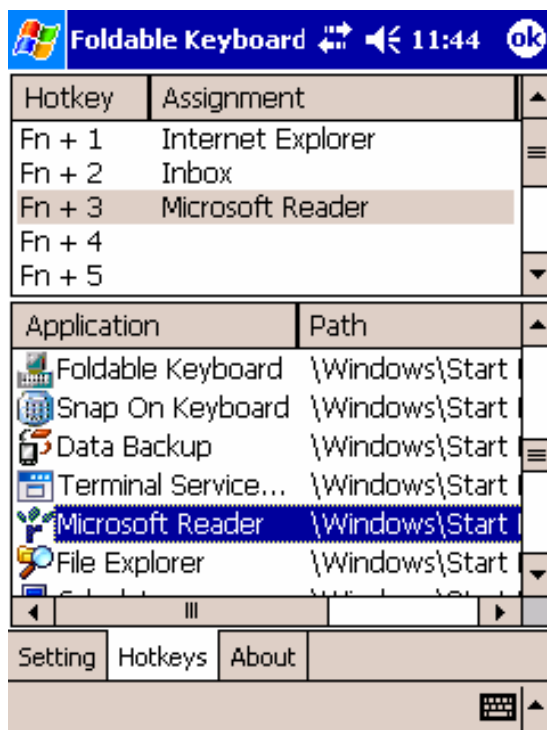 Foldable Keyboard 11:44 ok
Hotkey Assignment
Fn + 1 Internet Explorer
Fn + 2 Inbox
Fn + 3 Microsoft Reader
Fn + 4
Fn + 5
Application Path
Foldable Keyboard \Windows\Start
Snap On Keyboard \Windows\Start
Data Backup \Windows\Start
Terminal Service... \Windows\Start
Microsoft Reader \Windows\Start
File Explorer \Windows\Start
Setting Hotkeys About